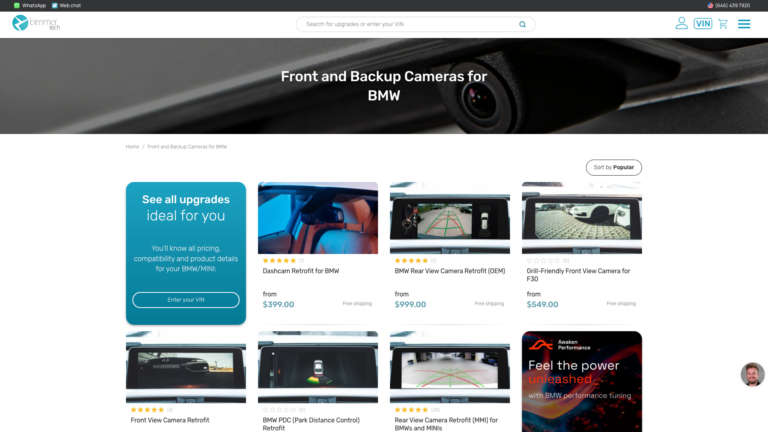 WhatsApp
Web chat
(646) 439-7920
bimmer
tech
Search for upgrades or enter your VIN
VIN
Front and Backup Cameras for
BMW
Home / Front and Backup Cameras for BMW
Sort by Popular
See all upgrades
ideal for you
You'll know all pricing,
compatibility and product details
for your BMW/MINI:
Enter your VIN
Dashcam Retrofit for BMW
from
$399.00
Free shipping
BMW Rear View Camera Retrofit (OEM)
from
$999.00
Free shipping
(0)
Grill-Friendly Front View Camera for
F30
from
$549.00
Free shipping
Front View Camera Retrofit
(0)
BMW PDC (Park Distance Control)
Retrofit
Rear View Camera Retrofit (MMI) for
BMWs and MINIs
Awaken
Performance
Feel the power
unleashed_
with BMW performance tuning